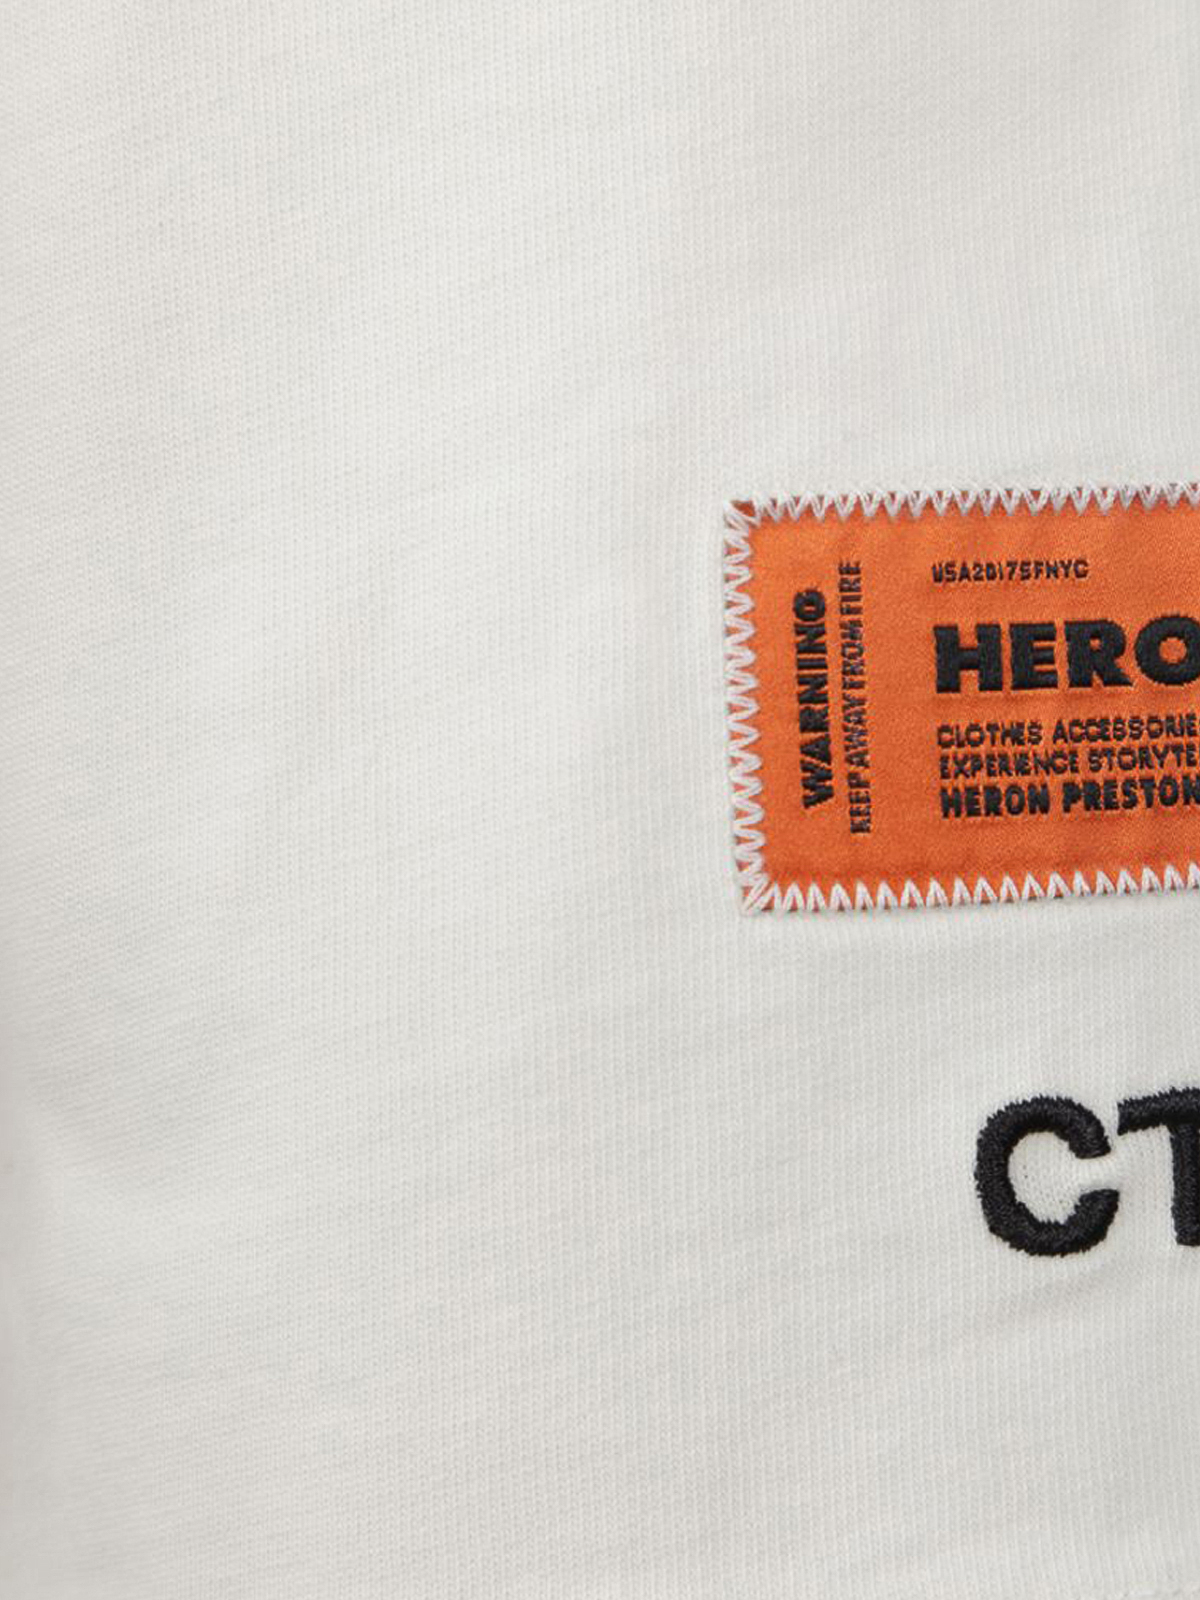 WARNING
KEEP AWAY FROM FIRE
USA2017SFNYC
HERO
CLOTHES ACCESSORIE
EXPERIENCE STORYTE
HERON PRESTON
CT